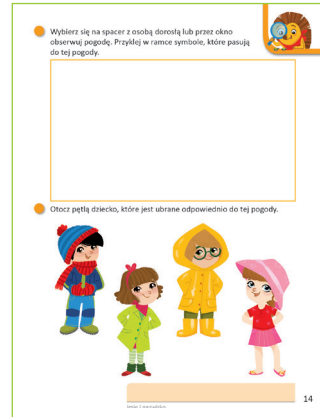 Wybierz się na spacer z osobą dorosłą lub przez okno
obserwuj pogodę. Przyklej w ramce symbole, które pasują
do tej pogody.
Otocz pętlą dziecko, które jest ubrane odpowiednio do tej pogody.
14